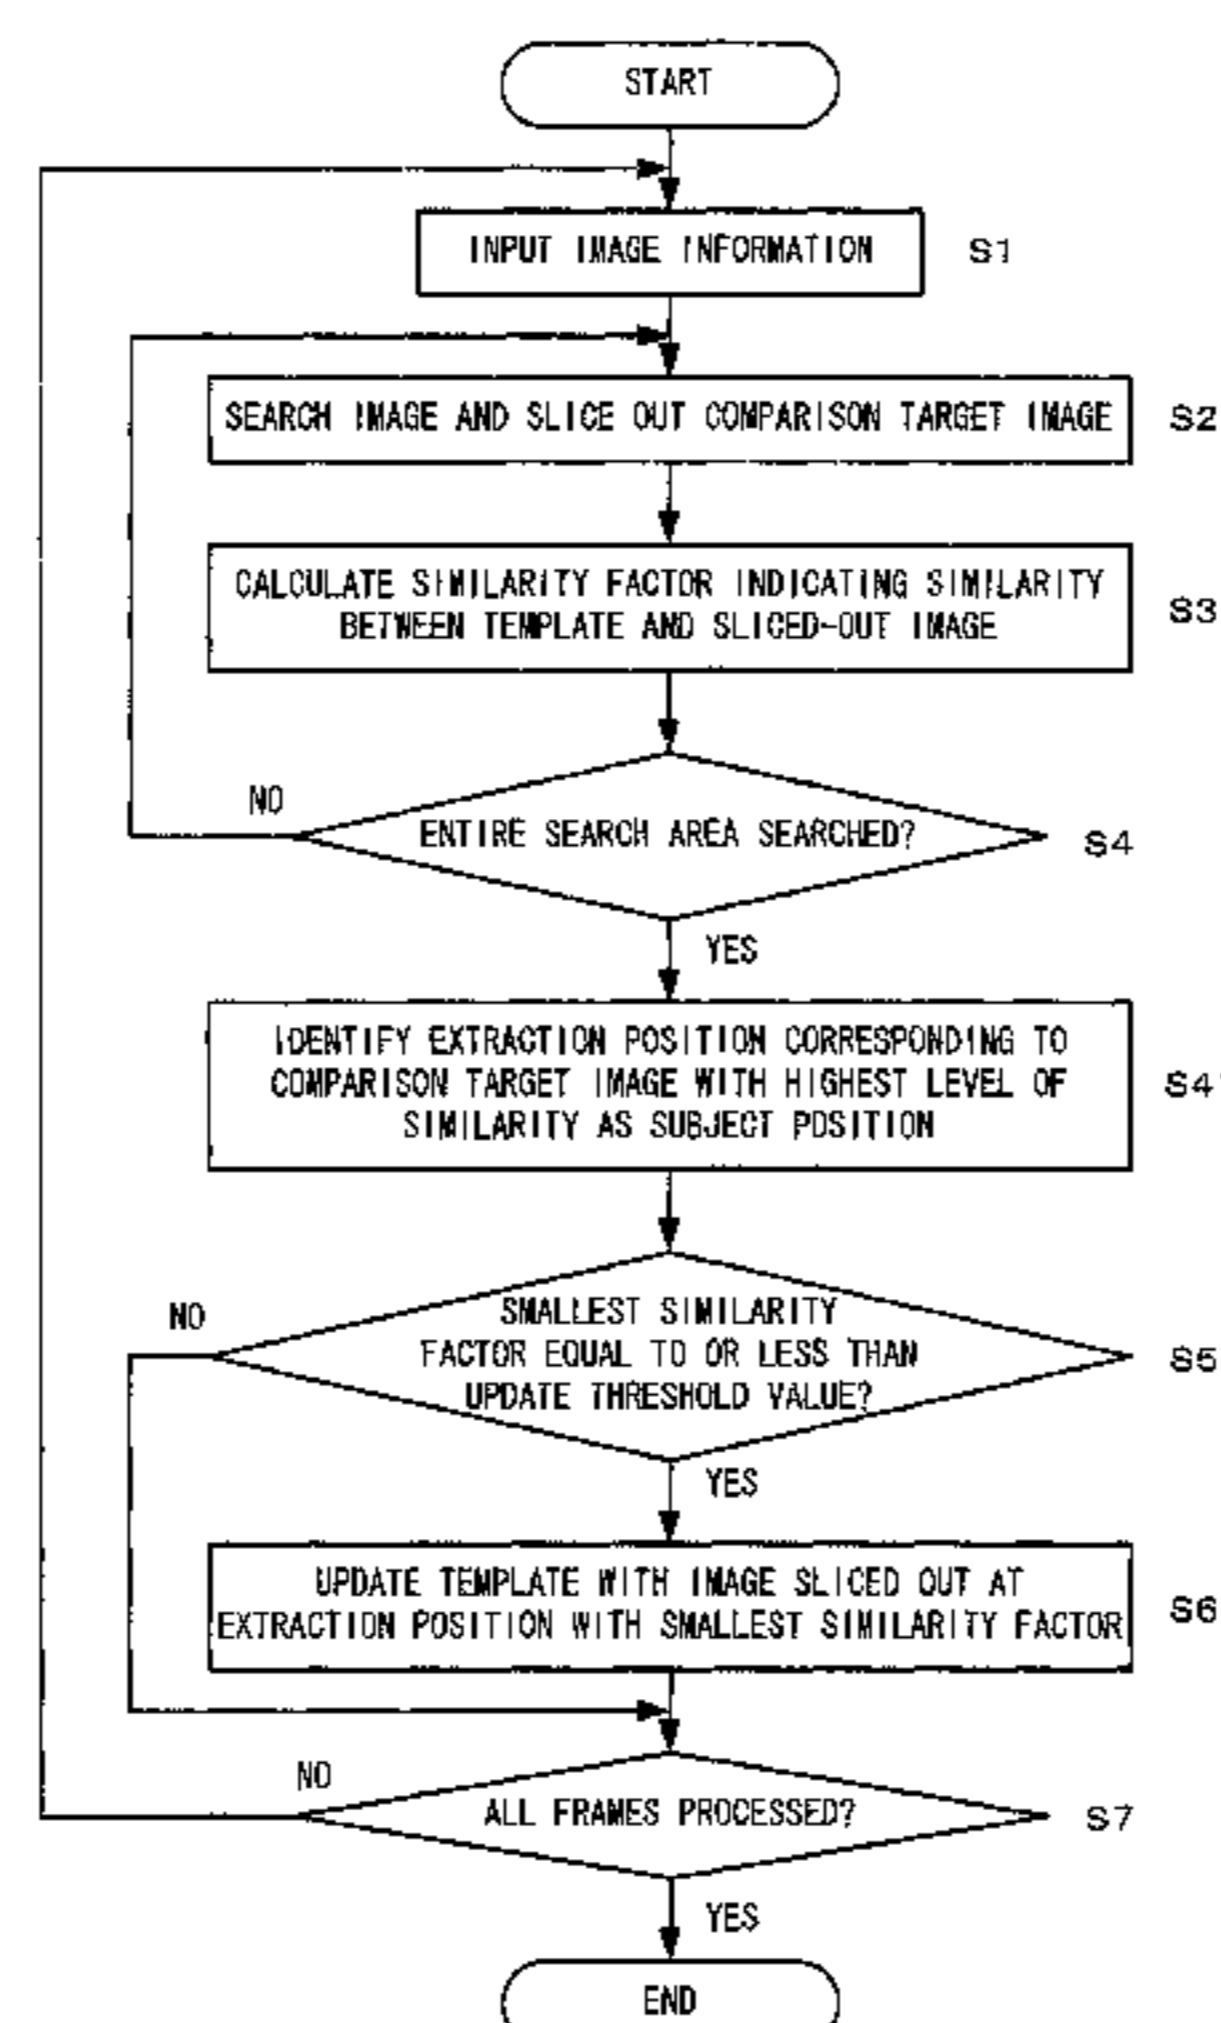 START
INPUT IMAGE INFORMATION
S1
SEARCH IMAGE AND SLICE OUT COMPARISON TARGET IMAGE
S2
CALCULATE SIMILARITY FACTOR INDICATING SIMILARITY
BETWEEN TEMPLATE AND SLICED-OUT IMAGE
S3
NO
ENTIRE SEARCH AREA SEARCHED?
S4
YES
IDENTIFY EXTRACTION POSITION CORRESPONDING TO
COMPARISON TARGET IMAGE WITH HIGHEST LEVEL OF
SIMILARITY AS SUBJECT POSITION
S4'
NO
SMALLEST SIMILARITY
FACTOR EQUAL TO OR LESS THAN
UPDATE THRESHOLD VALUE?
S5
YES
UPDATE TEMPLATE WITH IMAGE SLICED OUT AT
EXTRACTION POSITION WITH SMALLEST SIMILARITY FACTOR
S6
NO
ALL FRAMES PROCESSED?
S7
YES
END